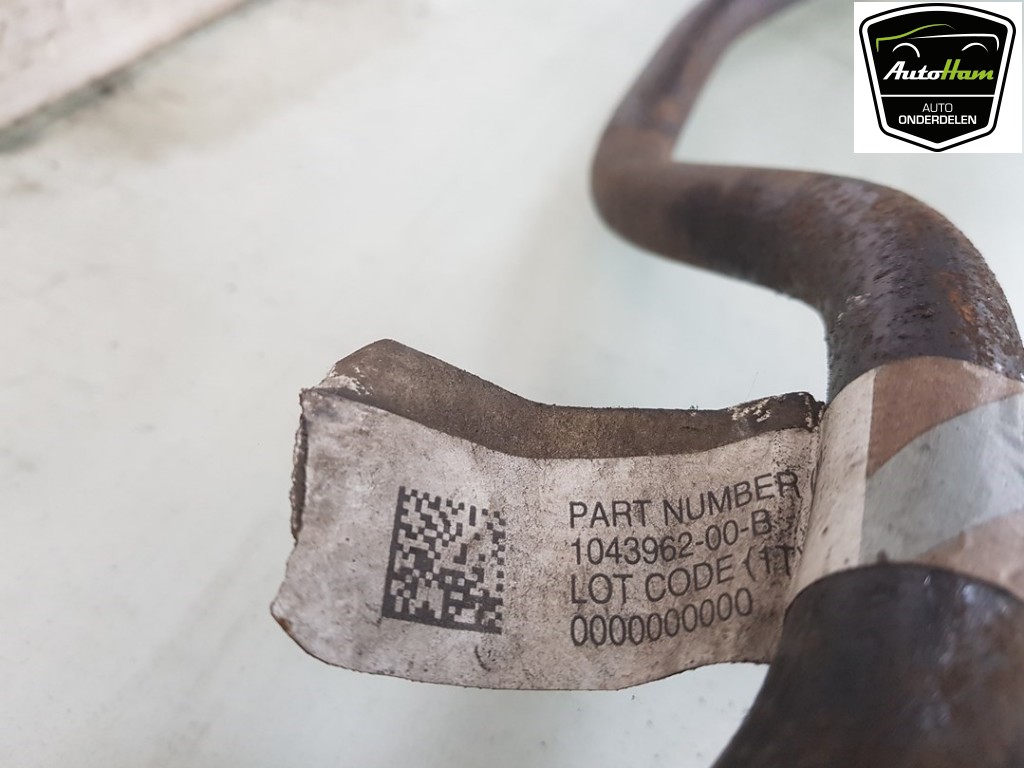 AutoHam
AUTO
ONDERDELEN
PART NUMBER
1043962-00-B
LOT CODE (1T
0000000000